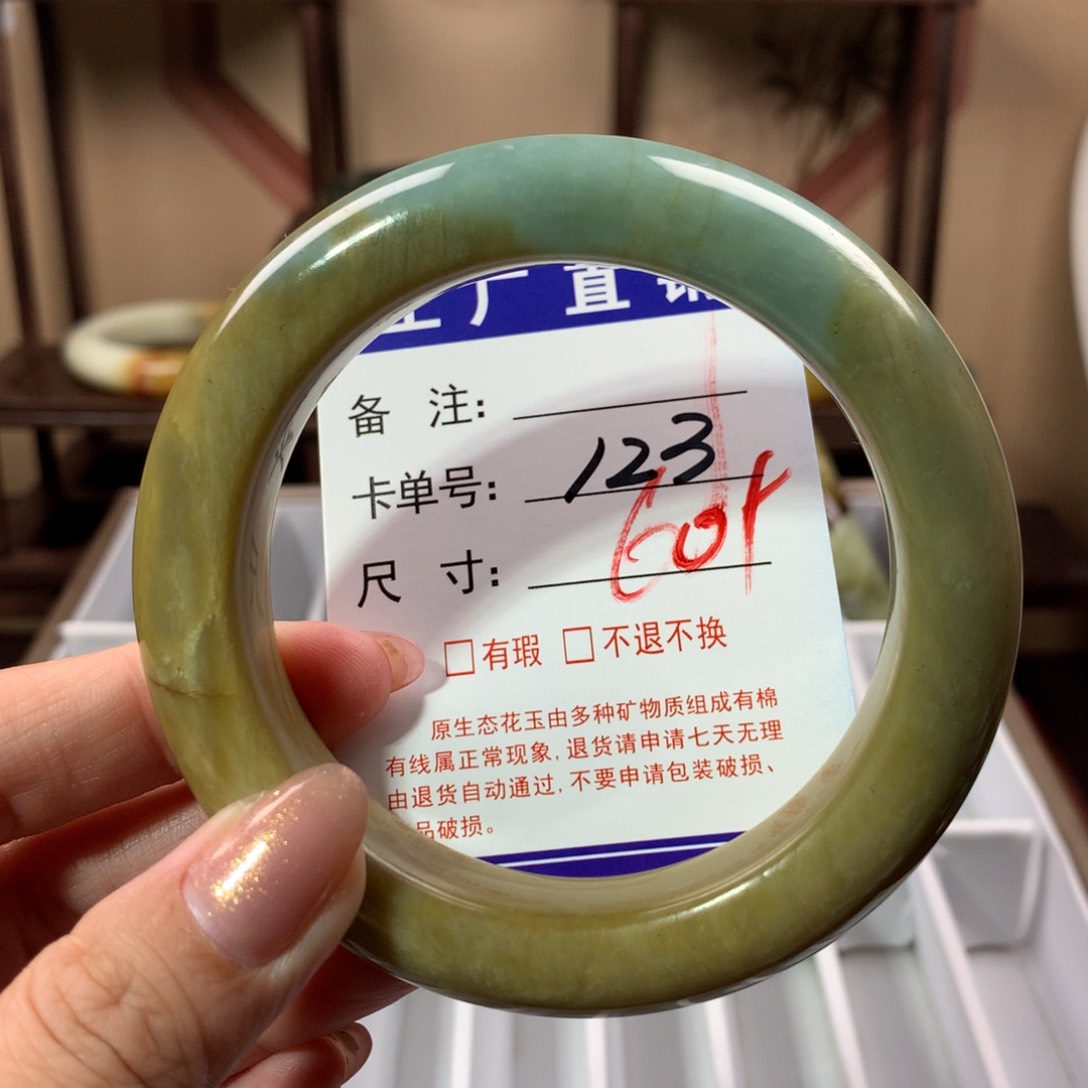 厂直销
备 注:
卡单号: 123
尺 寸: 60+
□有瑕 □不退不换
原生态花玉由多种矿物质组成有棉
有线属正常现象,退货请申请七天无理
由退货自动通过,不要申请包装破损、
品破损。